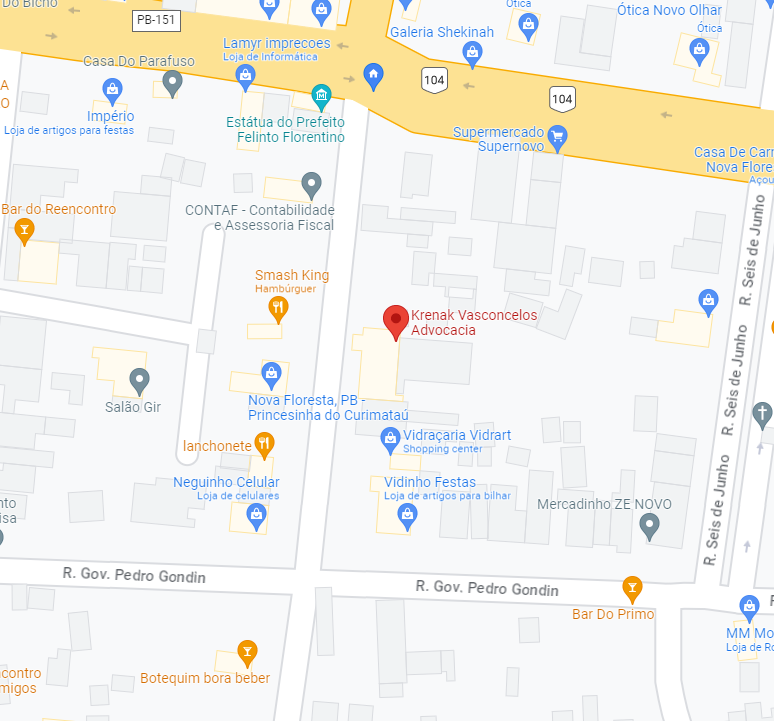 Do Bicho
PB-151
Ótica
Ótica Novo Olhar
Ótica
Galeria Shekinah
Lamyr imprecoes
Loja de Informática
Casa Do Parafuso
104
104
A
O
Império
Loja de artigos para festas
Estátua do Prefeito
Felinto Florentino
Supermercado
Supernovo
Casa De Carn
Nova Flores
Açou
CONTAF - Contabilidade
e Assessoria Fiscal
Bar do Reencontro
R. Seis de Junho
Smash King
Hambúrguer
Krenak Vasconcelos
Advocacia
R. Seis de Junho
Salão Gir
Nova Floresta, PB -
Princesinha do Curimataú
lanchonete
Vidraçaria Vidrart
Shopping center
Neguinho Celular
Loja de celulares
Vidinho Festas
Loja de artigos para bilhar
R. Seis de Junho
Mercadinho ZE NOVO
nto
isa
R. Gov. Pedro Gondin
R. Gov. Pedro Gondin
Bar Do Primo
MM Mo
Loja de Ro
contro
migos
Botequim bora beber